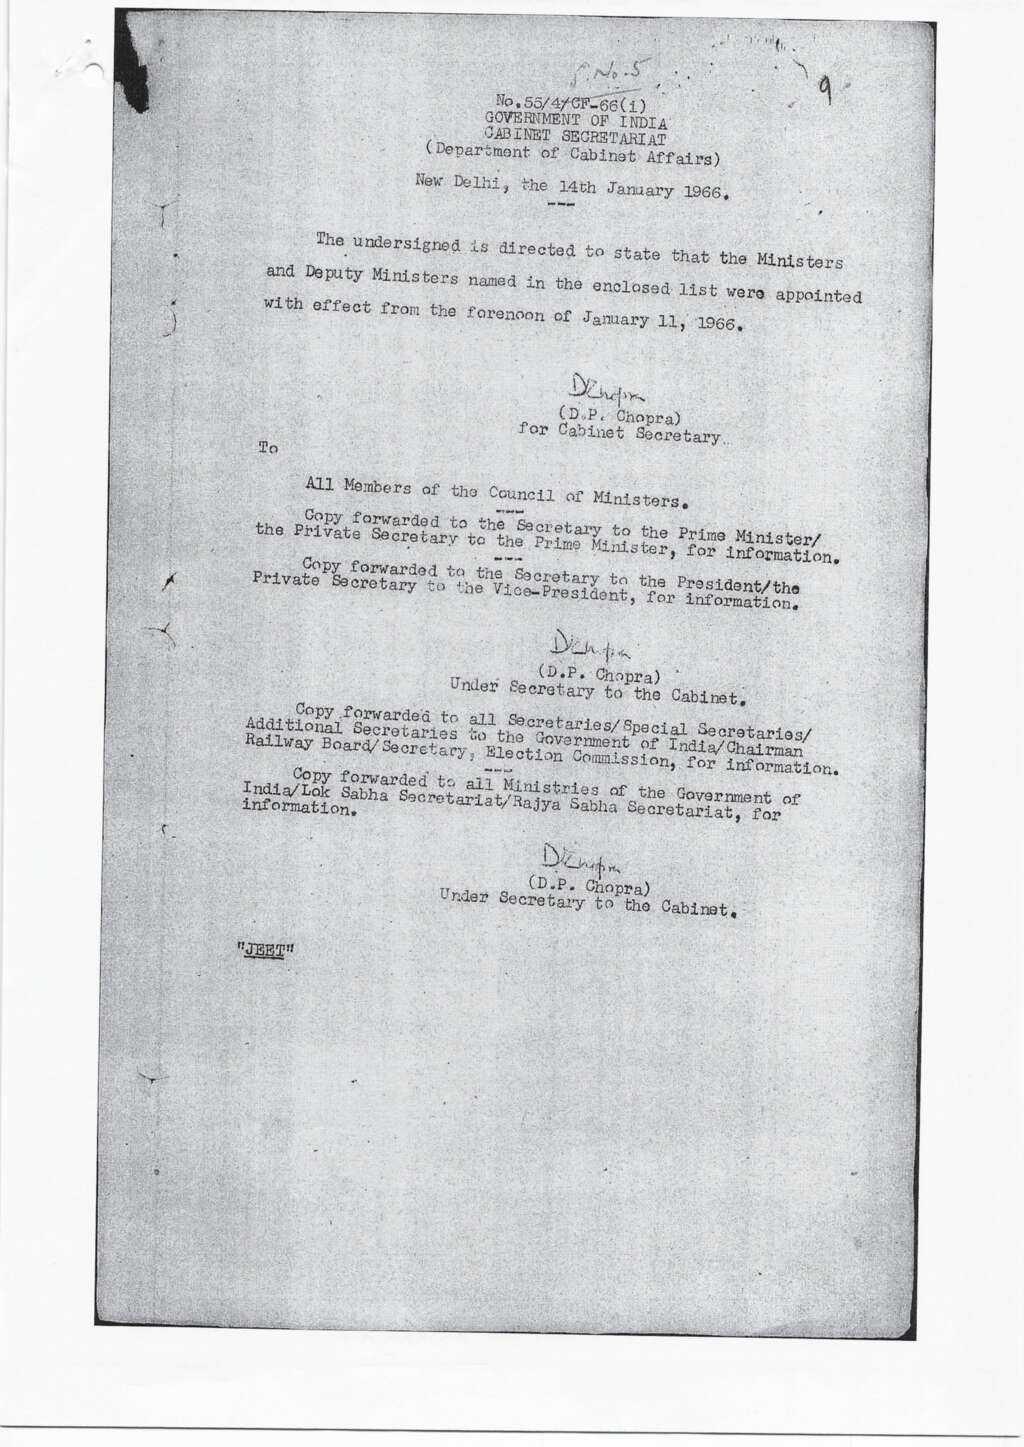 S.No.5
9
No.55/4/CF-66(i)
GOVERNMENT OF INDIA
CABINET SECRETARIAT
(Department of Cabinet Affairs)
New Delhi, the 14th January 1966.
The undersigned is directed to state that the Ministers
and Deputy Ministers named in the enclosed list were appointed
with effect from the forenoon of January 11, 1966.
DPChopra
(D.P. Chopra)
for Cabinet Secretary.
To
All Members of the Council of Ministers.
Copy forwarded to the Secretary to the Prime Minister/
the Private Secretary to the Prime Minister, for information.
Copy forwarded to the Secretary to the President/the
Private Secretary to the Vice-President, for information.
DPChopra
(D.P. Chopra)
Under Secretary to the Cabinet.
Copy forwarded to all Secretaries/Special Secretaries/
Additional Secretaries to the Government of India/Chairman
Railway Board/Secretary, Election Commission, for information.
Copy forwarded to all Ministries of the Government of
India/Lok Sabha Secretariat/Rajya Sabha Secretariat, for
information.
DPChopra
(D.P. Chopra)
Under Secretary to the Cabinet.
"JEET"